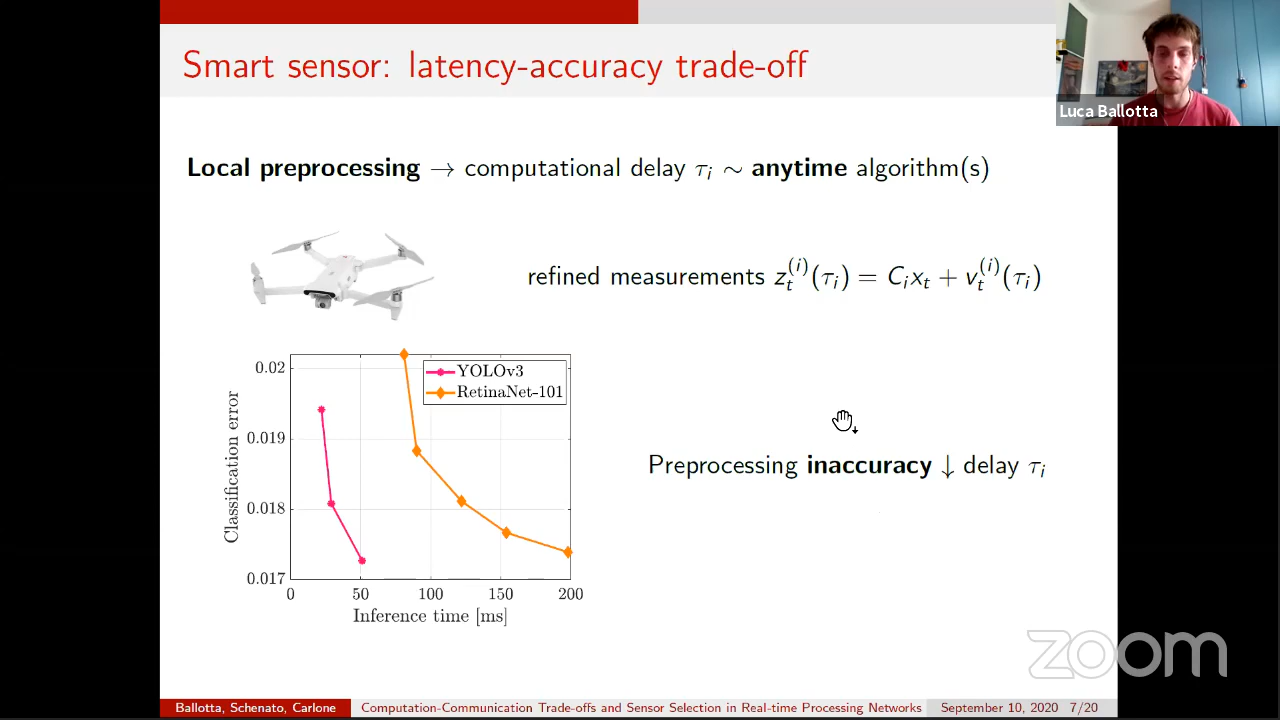 Smart sensor: latency-accuracy trade-off
Luca Ballotta
Local preprocessing → computational delay τᵢ ∼ anytime algorithm(s)
refined measurements z_t^{(i)}(τᵢ) = Cᵢx_t + v_t^{(i)}(τᵢ)
YOLOv3
RetinaNet-101
0.02
0.019
0.018
0.017
Classification error
0 50 100 150 200
Inference time [ms]
Preprocessing inaccuracy ↓ delay τᵢ
zoom
Ballotta, Schenato, Carlone Computation-Communication Trade-offs and Sensor Selection in Real-time Processing Networks September 10, 2020 7/20